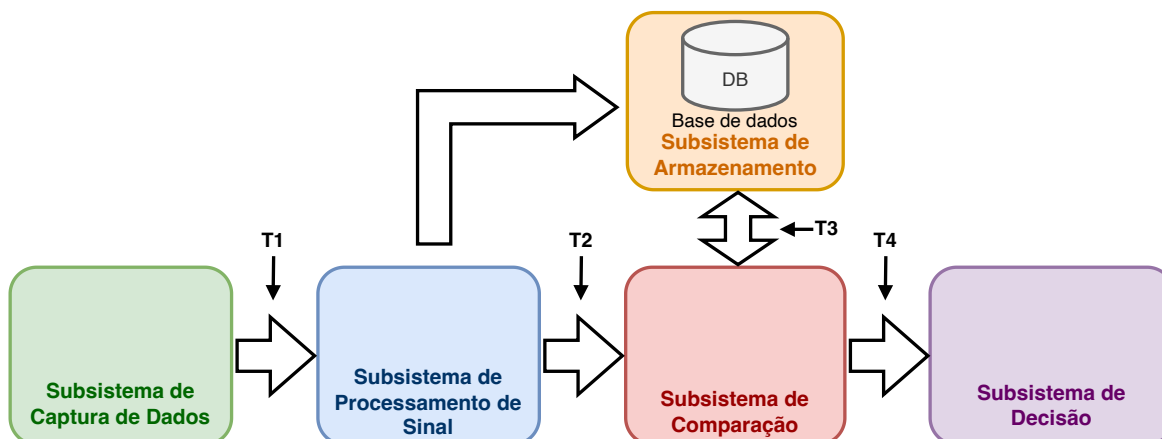 DB
Base de dados
Subsistema de
Armazenamento
T1
T2
T3
T4
Subsistema de
Captura de Dados
Subsistema de
Processamento de
Sinal
Subsistema de
Comparação
Subsistema de
Decisão